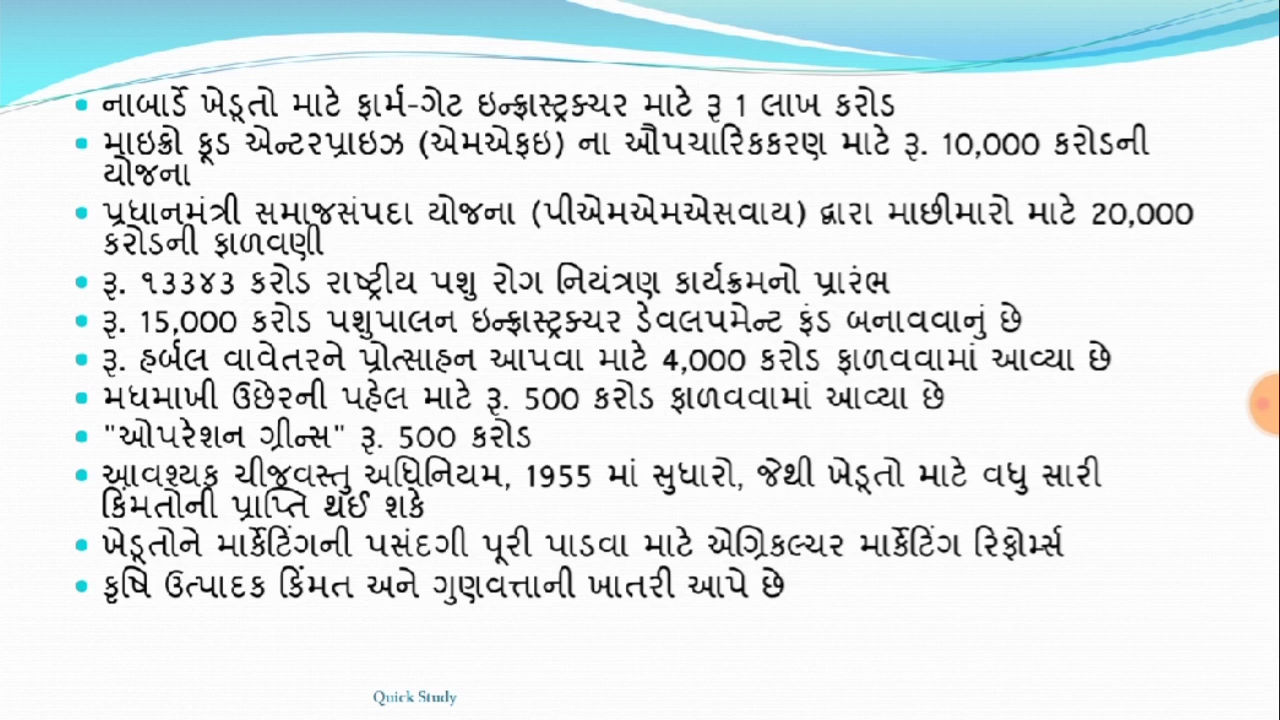 નાબાર્ડે ખેડૂતો માટે ફાર્મ-ગેટ ઇન્ફ્રાસ્ટ્રક્ચર માટે રૂ 1 લાખ કરોડ
માઇક્રો ફૂડ એન્ટરપ્રાઇઝ (એમએફઇ) ના ઔપચારિકકરણ માટે રૂ. 10,000 કરોડની
યોજના
પ્રધાનમંત્રી સમાજસંપદા યોજના (પીએમએમએસવાય) દ્વારા માછીમારો માટે 20,000
કરોડની ફાળવણી
રૂ. ૧૩૩૪૩ કરોડ રાષ્ટ્રીય પશુ રોગ નિયંત્રણ કાર્યક્રમનો પ્રારંભ
રૂ. 15,000 કરોડ પશુપાલન ઇન્ફ્રાસ્ટ્રક્ચર ડેવલપમેન્ટ ફંડ બનાવવાનું છે
રૂ. હર્બલ વાવેતરને પ્રોત્સાહન આપવા માટે 4,000 કરોડ ફાળવવામાં આવ્યા છે
મધમાખી ઉછેરની પહેલ માટે રૂ. 500 કરોડ ફાળવવામાં આવ્યા છે
"ઓપરેશન ગ્રીન્સ" રૂ. 500 કરોડ
આવશ્યક ચીજવસ્તુ અધિનિયમ, 1955 માં સુધારો, જેથી ખેડૂતો માટે વધુ સારી
કિંમતોની પ્રાપ્તિ થઈ શકે
ખેડૂતોને માર્કેટિંગની પસંદગી પૂરી પાડવા માટે એગ્રિકલ્ચર માર્કેટિંગ રિફોર્મ્સ
કૃષિ ઉત્પાદક કિંમત અને ગુણવત્તાની ખાતરી આપે છે
Quick Study